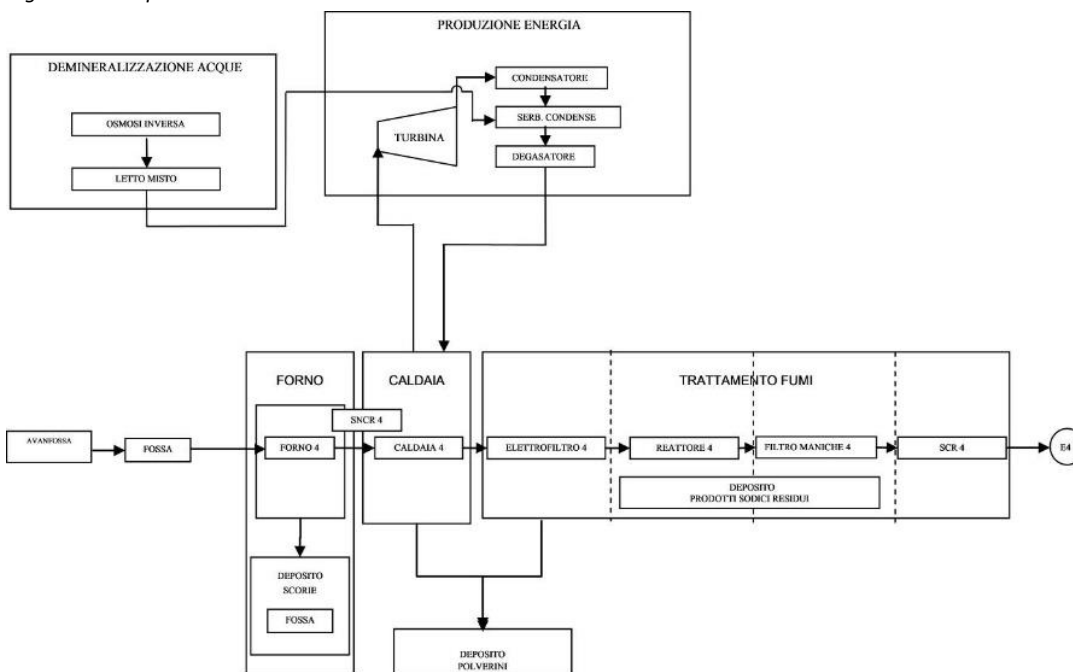 PRODUZIONE ENERGIA
DEMINERALIZZAZIONE ACQUE
CONDENSATORE
OSMOSI INVERSA
SERB. CONDENSE
TURBINA
DEGASATORE
LETTO MISTO
FORNO
CALDAIA
TRATTAMENTO FUMI
SNCR 4
AVANFOSSA
FOSSA
FORNO 4
CALDAIA 4
ELETTROFILTRO 4
REATTORE 4
FILTRO MANICHE 4
SCR 4
E4
DEPOSITO
PRODOTTI SODICI RESIDUI
DEPOSITO
SCORIE
FOSSA
DEPOSITO
POLVERINI